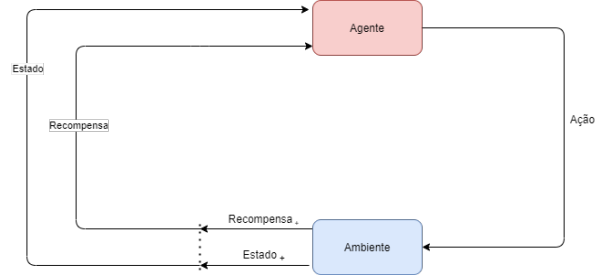 Agente
Estado
Recompensa
Ação
Recompensa +
Estado +
Ambiente